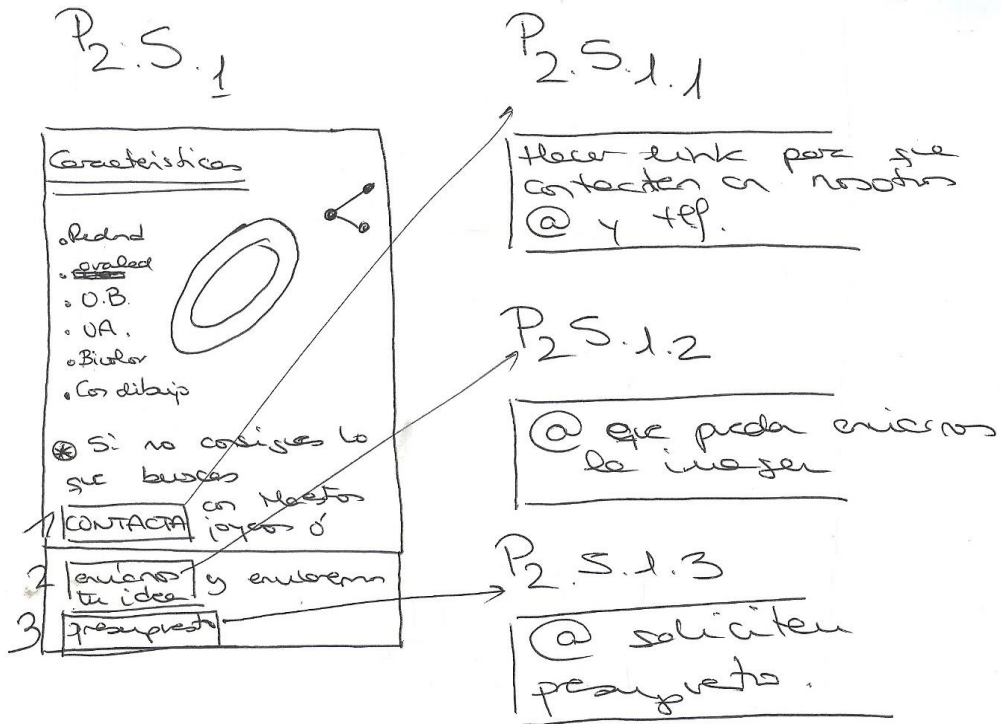 P2.S.1
Características
• Redond
• ovalad
• O.B.
• OA.
• Bicolor
• Con dibujo
⊛ Si no consigues lo
que buscas
1 CONTACTA con Maestros
joyeros ó
2 envíanos y enviaremos
tu idea
3 presupuesto
P2.S.1.1
Hacer link para que
contacten con nosotros
@ y tlf.
P2 S.1.2
@ que pueda enviarnos
la imagen
P2.S.1.3
@ soliciten
presupuesto.